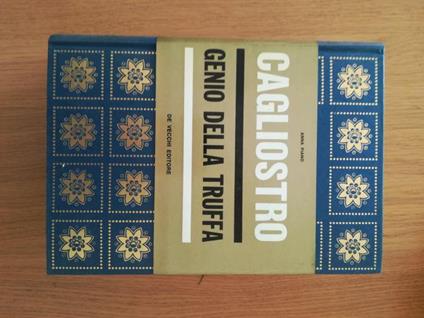 ANNA PIANO
CAGLIOSTRO
GENIO DELLA TRUFFA
DE VECCHI EDITORE